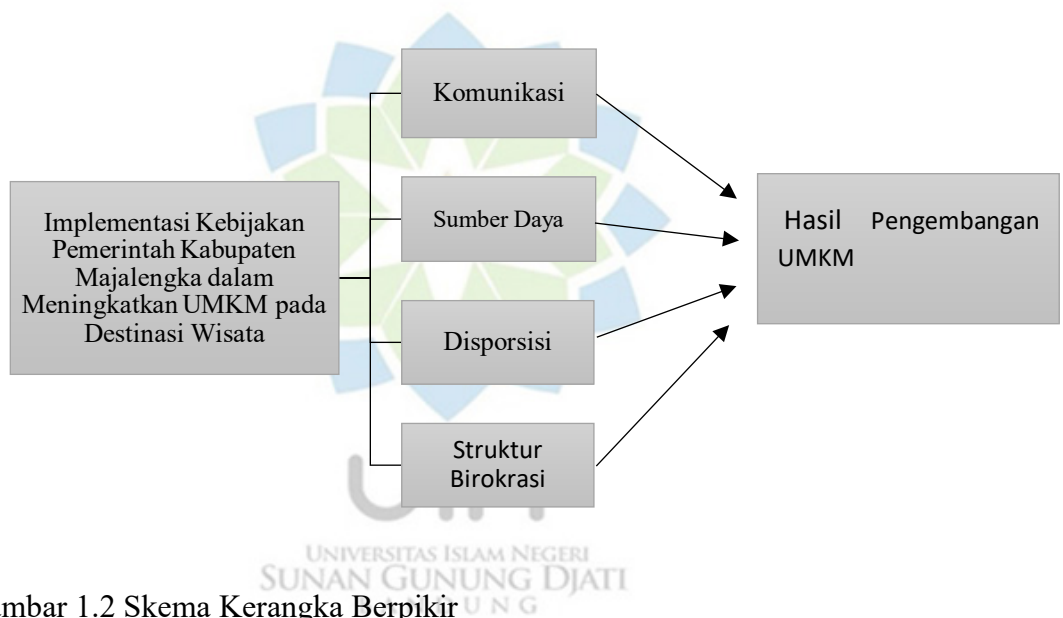 Komunikasi
Implementasi Kebijakan
Pemerintah Kabupaten
Majalengka dalam
Meningkatkan UMKM pada
Destinasi Wisata
Sumber Daya
Hasil Pengembangan
UMKM
Disporsisi
Struktur
Birokrasi
UNIVERSITAS ISLAM NEGERI
SUNAN GUNUNG DJATI
ambar 1.2 Skema Kerangka Berpikir